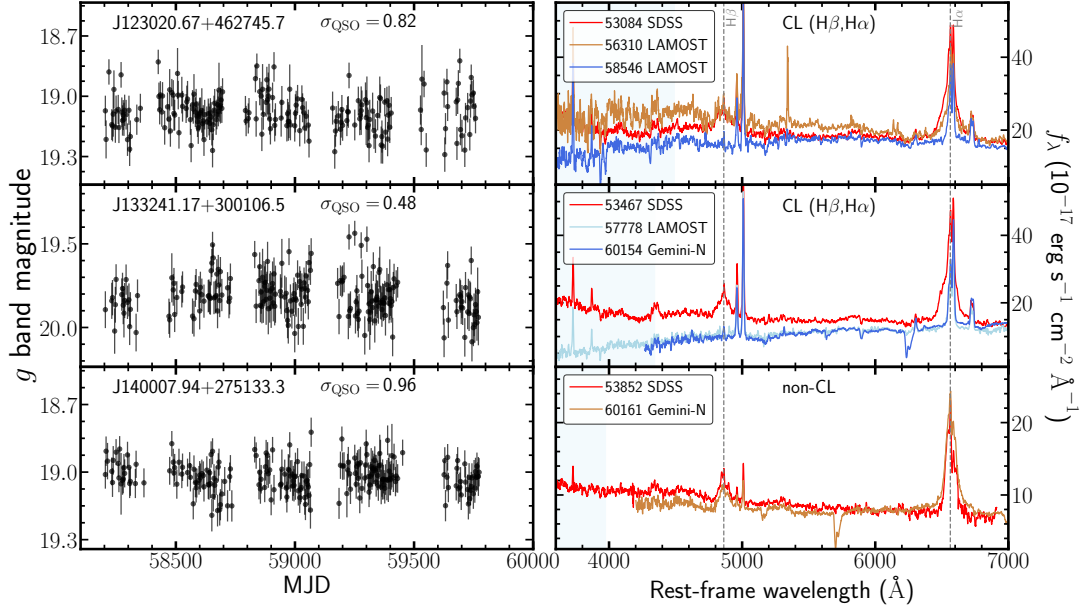 J123020.67+462745.7
σQSO = 0.82
18.7
19.0
19.3
53084 SDSS
56310 LAMOST
58546 LAMOST
Hβ
CL (Hβ,Hα)
Hα
40
20
J133241.17+300106.5
σQSO = 0.48
19.5
20.0
53467 SDSS
57778 LAMOST
60154 Gemini-N
CL (Hβ,Hα)
40
20
J140007.94+275133.3
σQSO = 0.96
18.7
19.0
19.3
53852 SDSS
60161 Gemini-N
non-CL
20
10
g band magnitude
fλ (10⁻¹⁷ erg s⁻¹ cm⁻² Å⁻¹)
58500
59000
59500
60000
MJD
4000
5000
6000
7000
Rest-frame wavelength (Å)